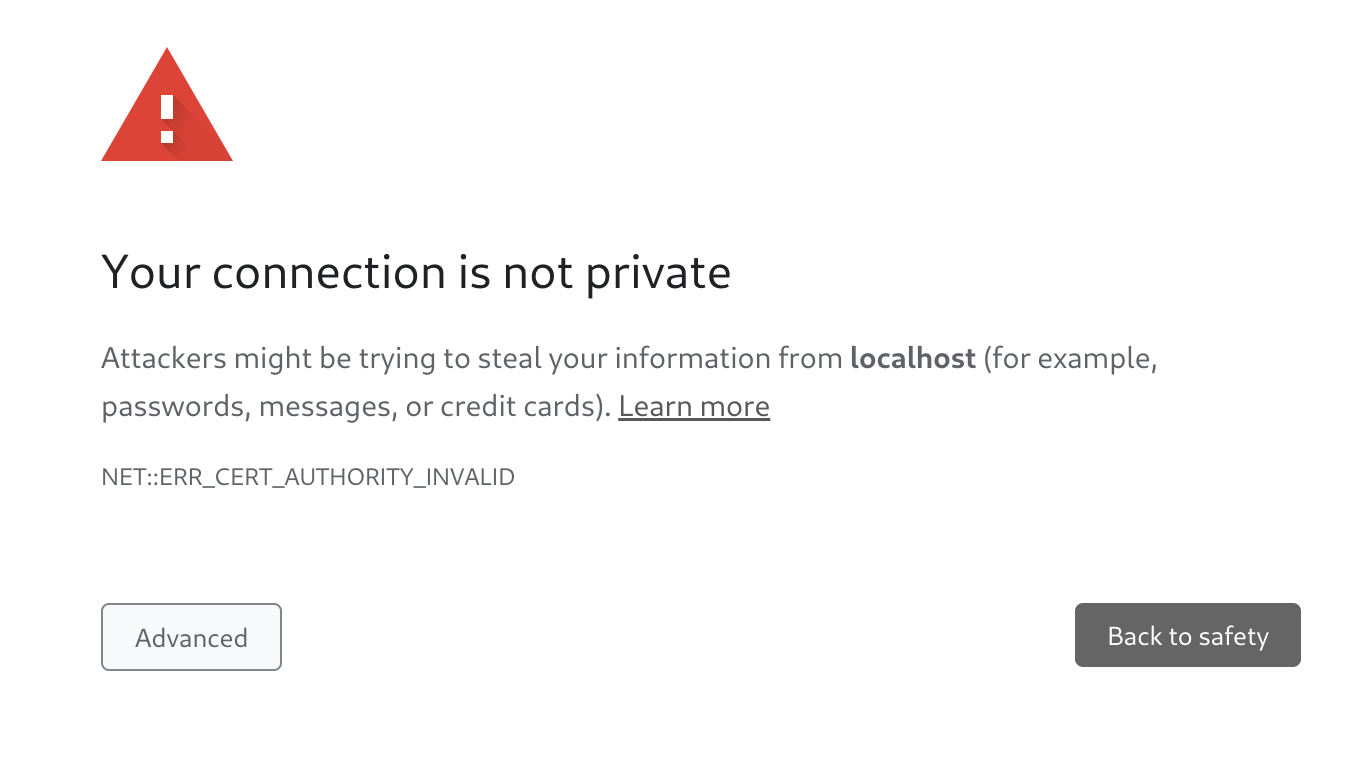 Your connection is not private
Attackers might be trying to steal your information from localhost (for example,
passwords, messages, or credit cards). Learn more
NET::ERR_CERT_AUTHORITY_INVALID
Advanced
Back to safety